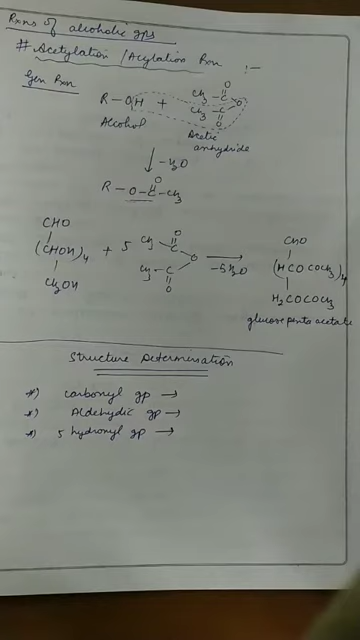 Rxns of alcoholic gps
# Acetylation / Acylation Rxn :-
Gen Rxn
R-OH + CH3-C(=O)-O-C(=O)-CH3
Alcohol Acetic anhydride
↓ -H2O
R-O-C(=O)-CH3
CHO (CHOH)4 CH2OH + 5 CH3-C(=O)-O-C(=O)-CH3 → -5H2O CHO (HCOCOCH3)4 H2COCOCH3
glucose penta acetate
Structure Determination
*) carbonyl gp →
*) Aldehydic gp →
*) 5 hydroxyl gp →